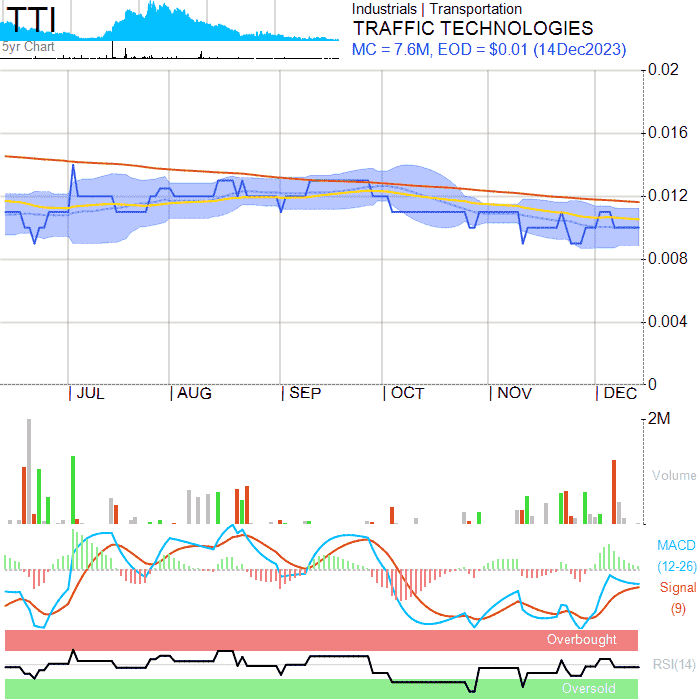 TTI
5yr Chart
Industrials | Transportation
TRAFFIC TECHNOLOGIES
MC = 7.6M, EOD = $0.01 (14Dec2023)
0.02
0.016
0.012
0.008
0.004
0
JUL AUG SEP OCT NOV DEC
2M
Volume
MACD
(12-26)
Signal
(9)
Overbought
RSI(14)
Oversold